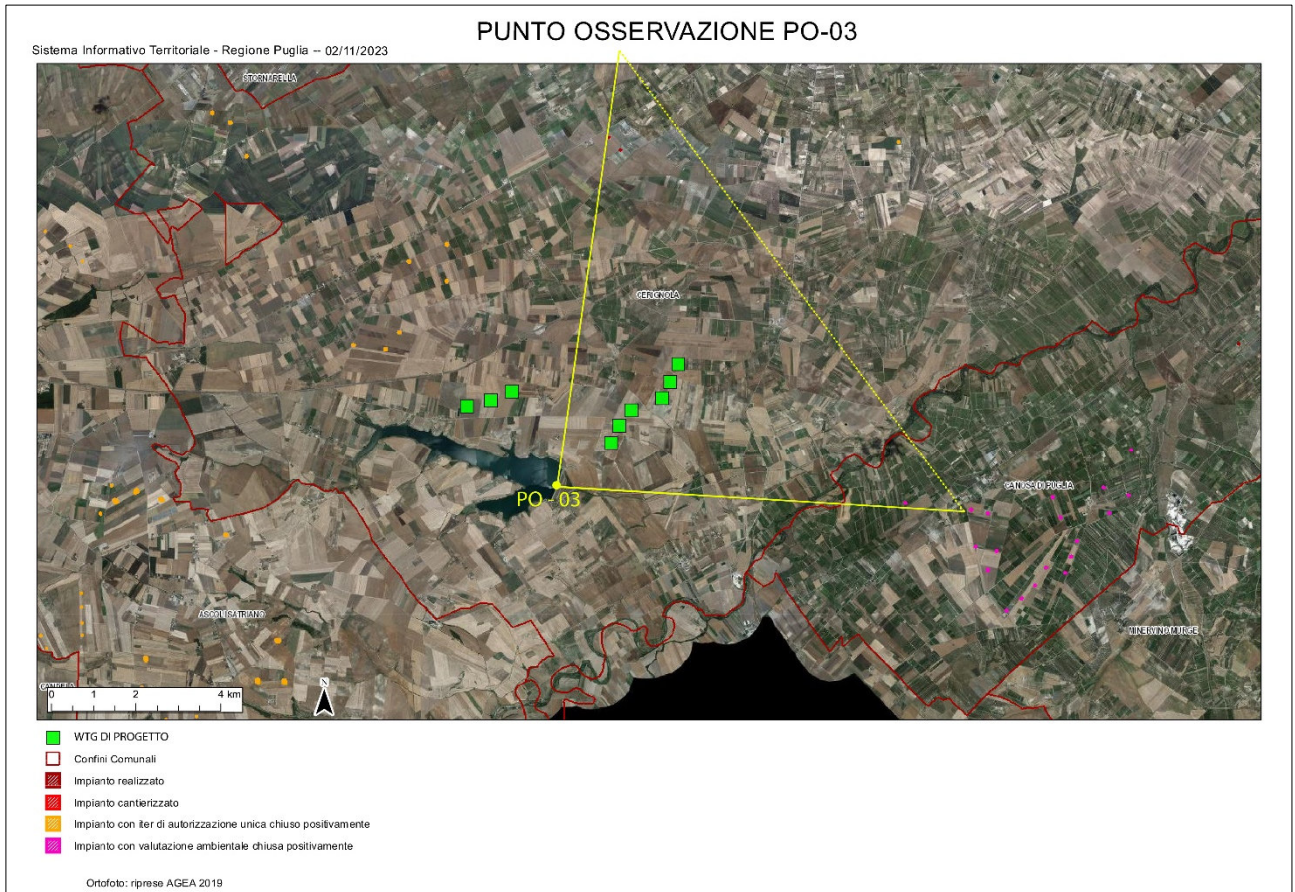 PUNTO OSSERVAZIONE PO-03
Sistema Informativo Territoriale - Regione Puglia -- 02/11/2023
STORNARELLA
CERIGNOLA
PO - 03
CANOSA DI PUGLIA
ASCOLI SATRIANO
MINERVINO MURGE
CANDELA
0 1 2 4 km
N
WTG DI PROGETTO
Confini Comunali
Impianto realizzato
Impianto cantierizzato
Impianto con iter di autorizzazione unica chiuso positivamente
Impianto con valutazione ambientale chiusa positivamente
Ortofoto: riprese AGEA 2019